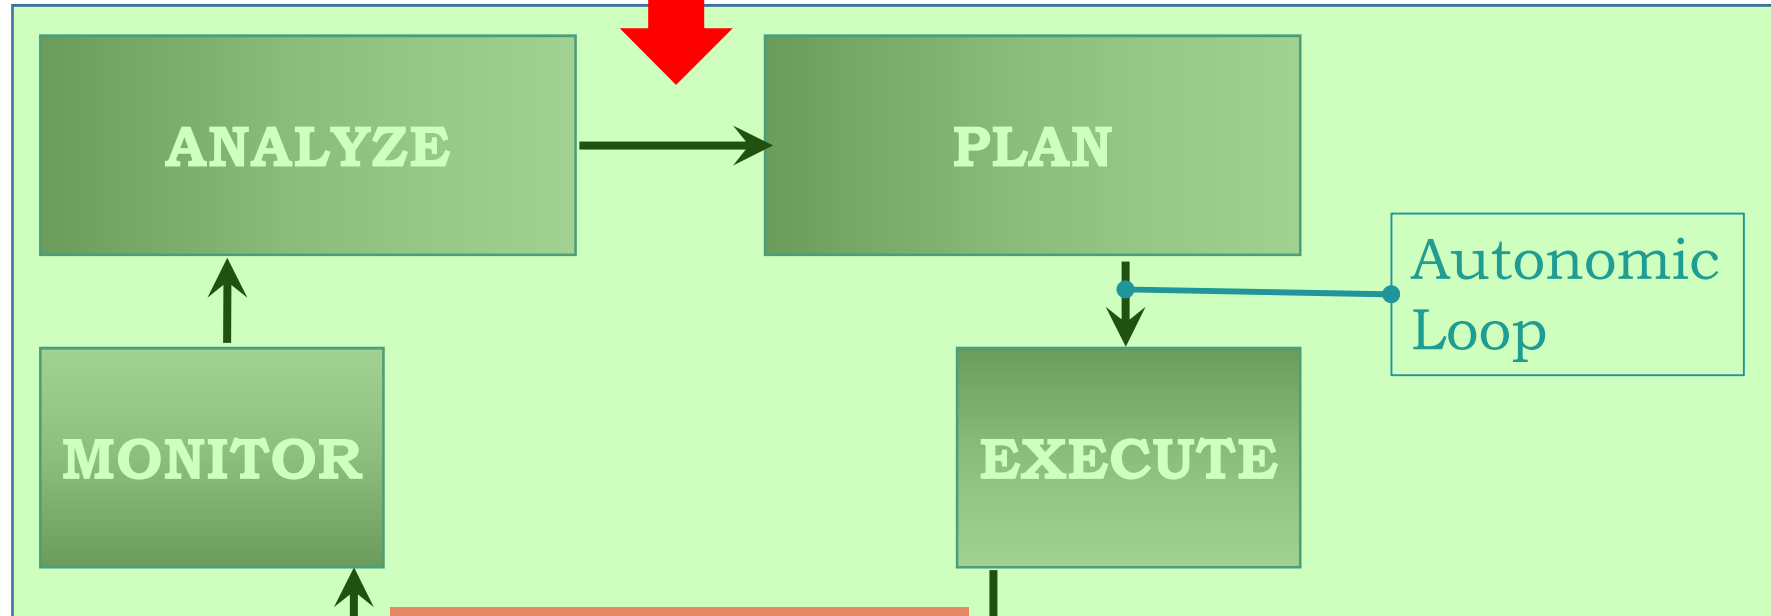 ANALYZE
PLAN
Autonomic
Loop
MONITOR
EXECUTE